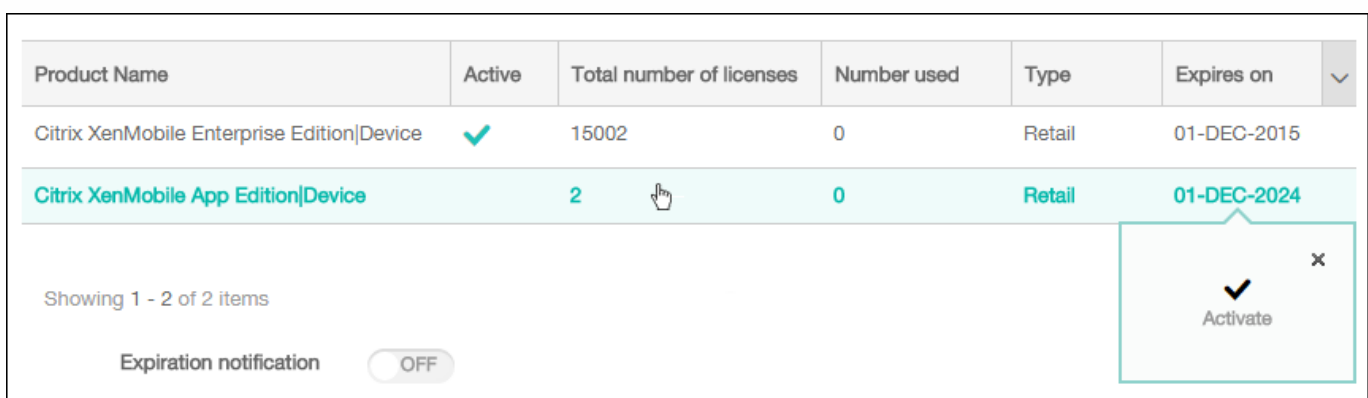 Product Name Active Total number of licenses Number used Type Expires on
Citrix XenMobile Enterprise Edition|Device 15002 0 Retail 01-DEC-2015
Citrix XenMobile App Edition|Device 2 0 Retail 01-DEC-2024
Showing 1 - 2 of 2 items
Activate
Expiration notification OFF